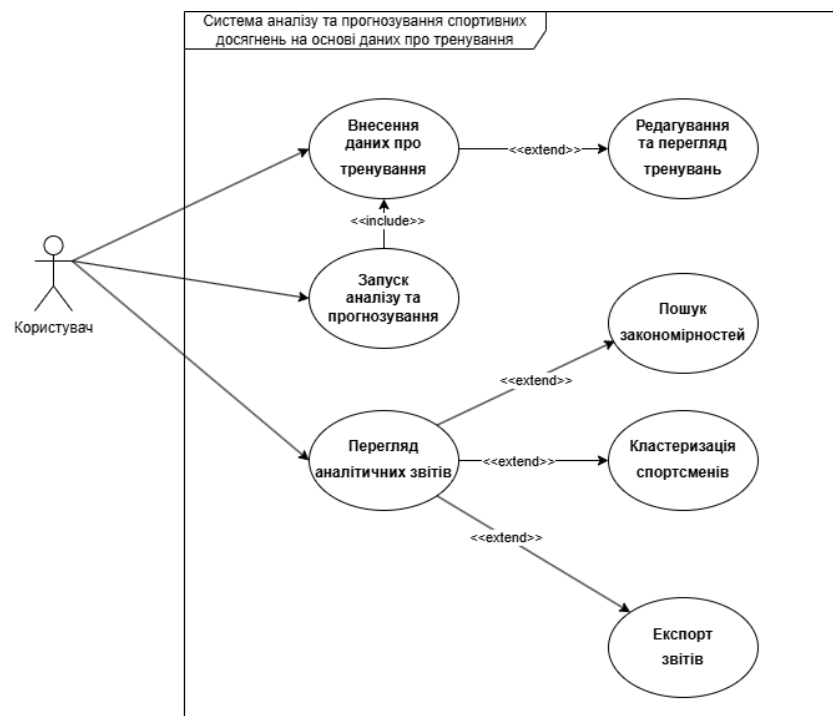 Система аналізу та прогнозування спортивних
досягнень на основі даних про тренування
Внесення
даних про
тренування
<<extend>>
Редагування
та перегляд
тренувань
<<include>>
Користувач
Запуск
аналізу та
прогнозування
Пошук
закономірностей
<<extend>>
Перегляд
аналітичних звітів
<<extend>>
Кластеризація
спортсменів
<<extend>>
Експорт
звітів